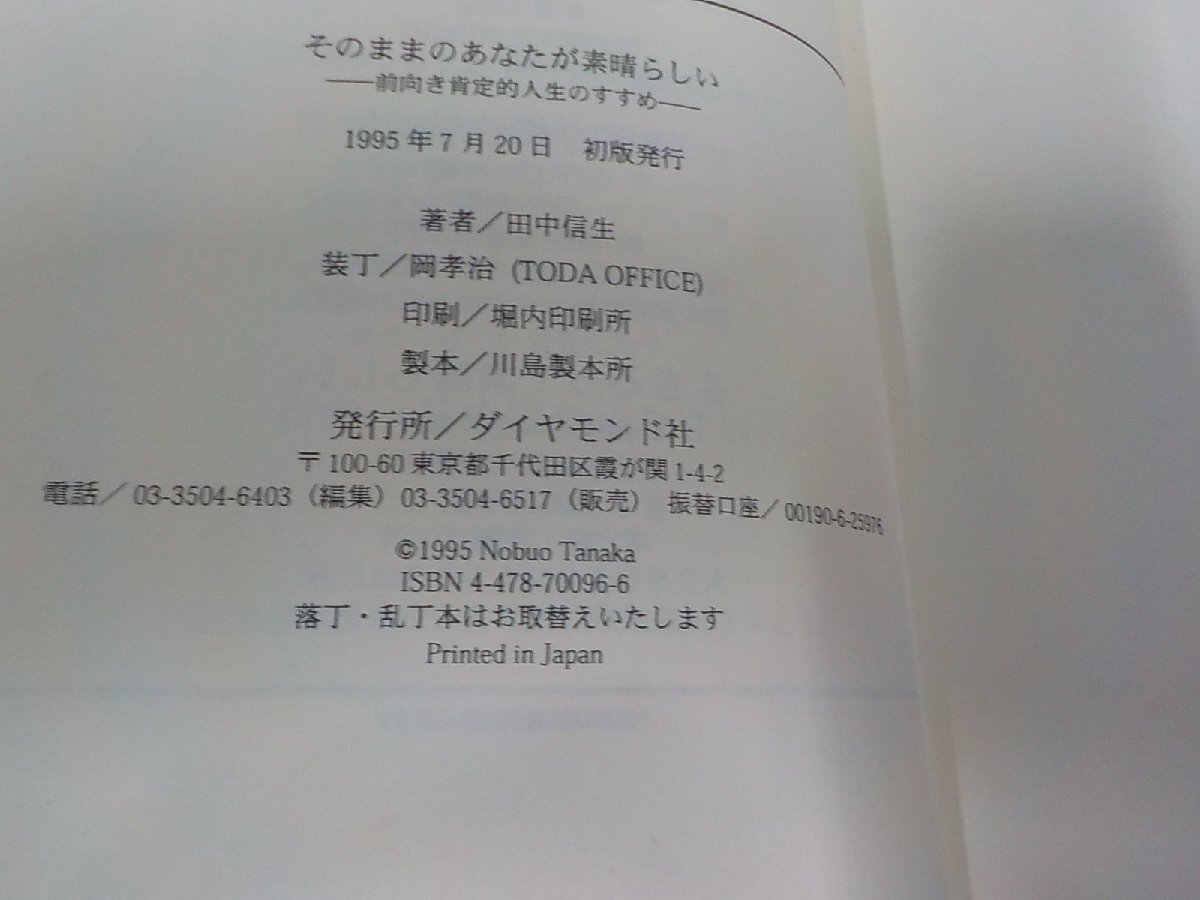 そのままのあなたが素晴らしい
――前向き肯定的人生のすすめ――
1995年7月20日　初版発行
著者／田中信生
装丁／岡孝治 (TODA OFFICE)
印刷／堀内印刷所
製本／川島製本所
発行所／ダイヤモンド社
〒100-60 東京都千代田区霞が関1-4-2
電話／03-3504-6403（編集）03-3504-6517（販売）　振替口座／00190-6-25976
©1995 Nobuo Tanaka
ISBN 4-478-70096-6
落丁・乱丁本はお取替えいたします
Printed in Japan